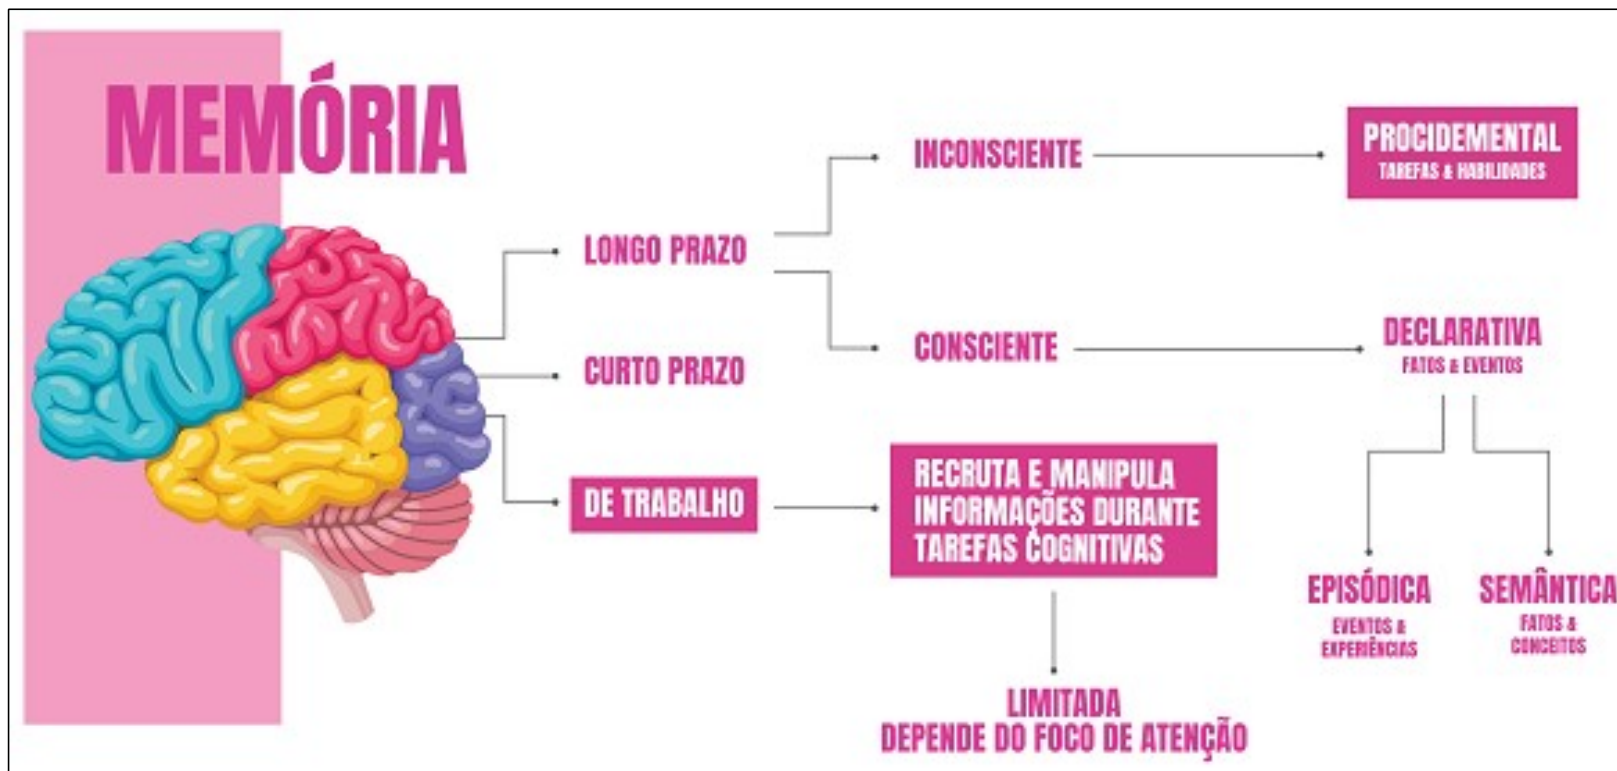 MEMÓRIA
INCONSCIENTE
PROCIDEMENTAL
TAREFAS & HABILIDADES
LONGO PRAZO
CONSCIENTE
DECLARATIVA
FATOS & EVENTOS
CURTO PRAZO
DE TRABALHO
RECRUTA E MANIPULA
INFORMAÇÕES DURANTE
TAREFAS COGNITIVAS
EPISÓDICA
EVENTOS &
EXPERIÊNCIAS
SEMÂNTICA
FATOS &
CONCEITOS
LIMITADA
DEPENDE DO FOCO DE ATENÇÃO